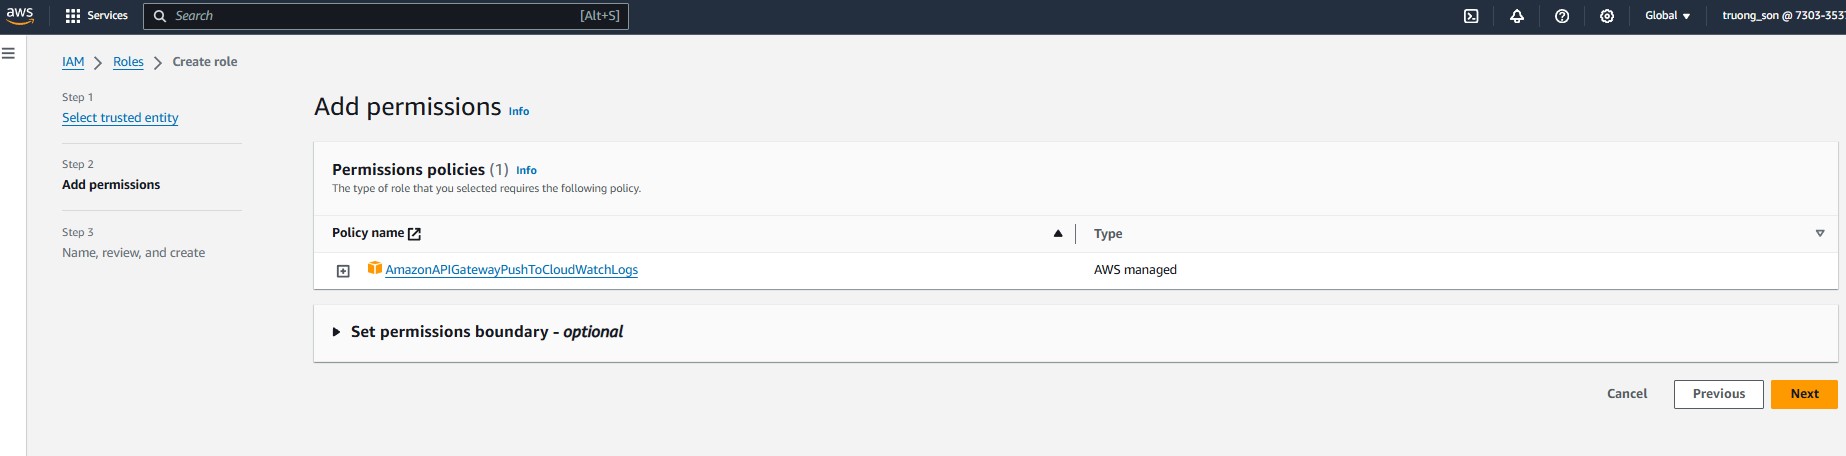 aws Services Search [Alt+S] Global truong_son @ 7303-353
IAM > Roles > Create role
Step 1
Select trusted entity
Step 2
Add permissions
Step 3
Name, review, and create
Add permissions Info
Permissions policies (1) Info
The type of role that you selected requires the following policy.
Policy name Type
AmazonAPIGatewayPushToCloudWatchLogs AWS managed
Set permissions boundary - optional
Cancel Previous Next